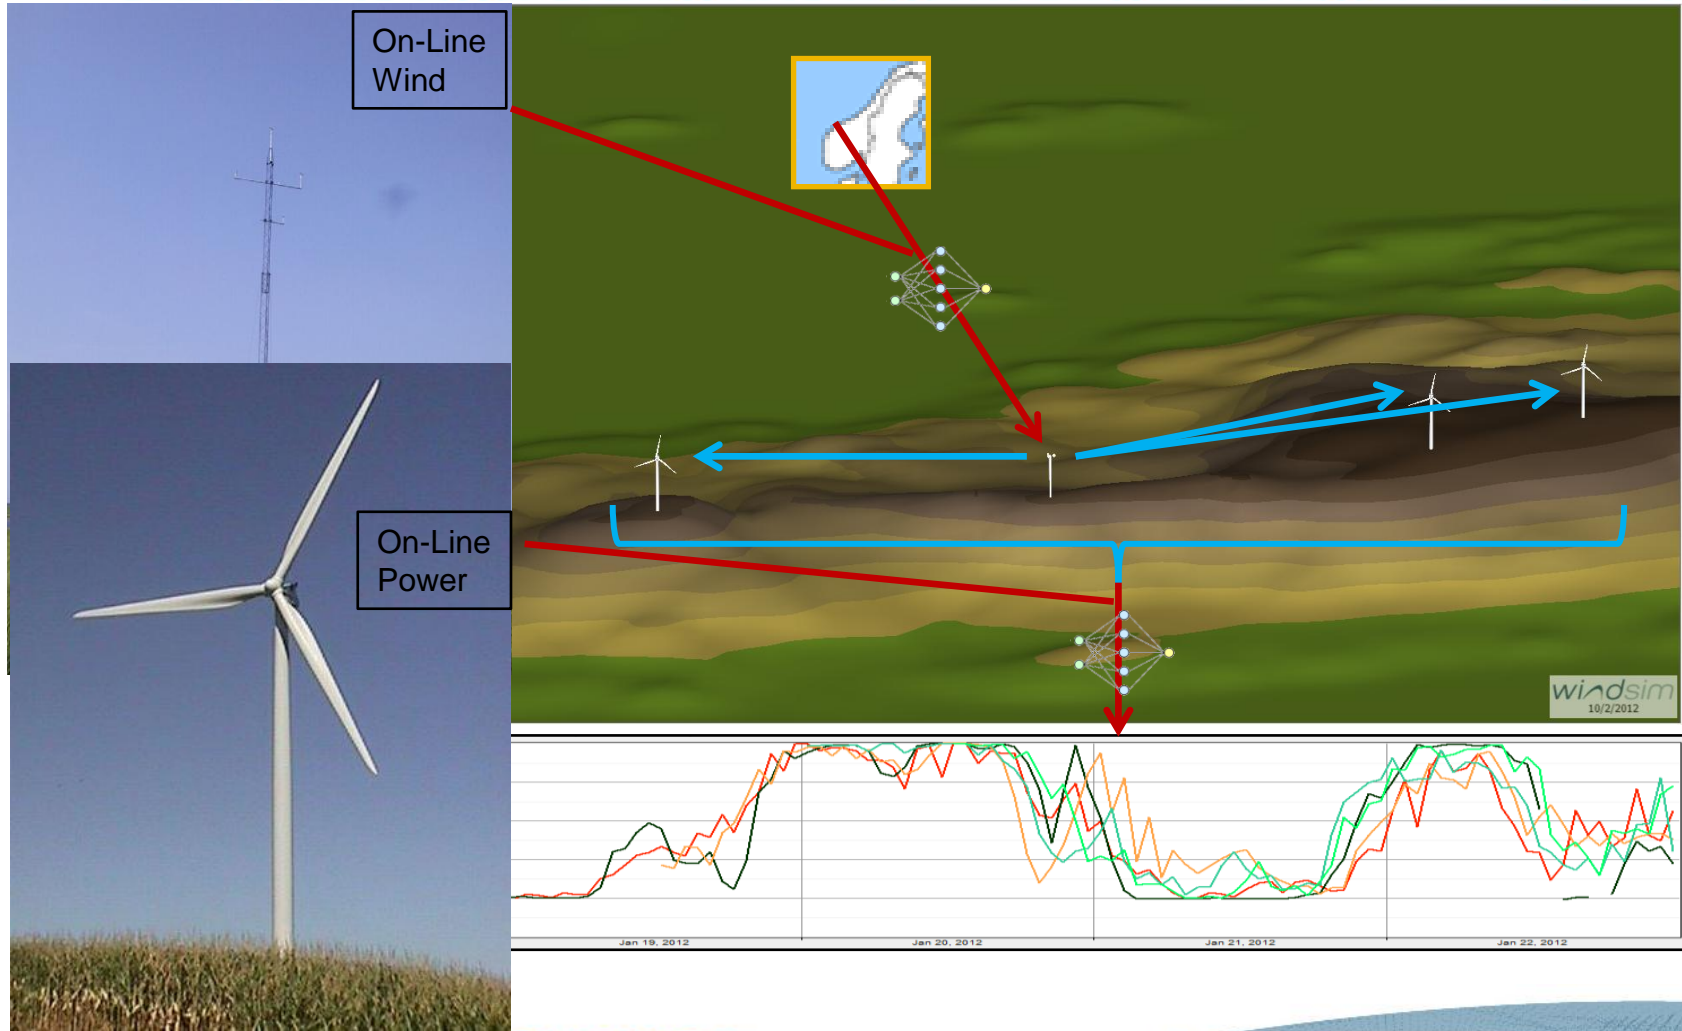 On-Line
Wind
On-Line
Power
windsim
10/2/2012
Jan 19, 2012
Jan 20, 2012
Jan 21, 2012
Jan 22, 2012